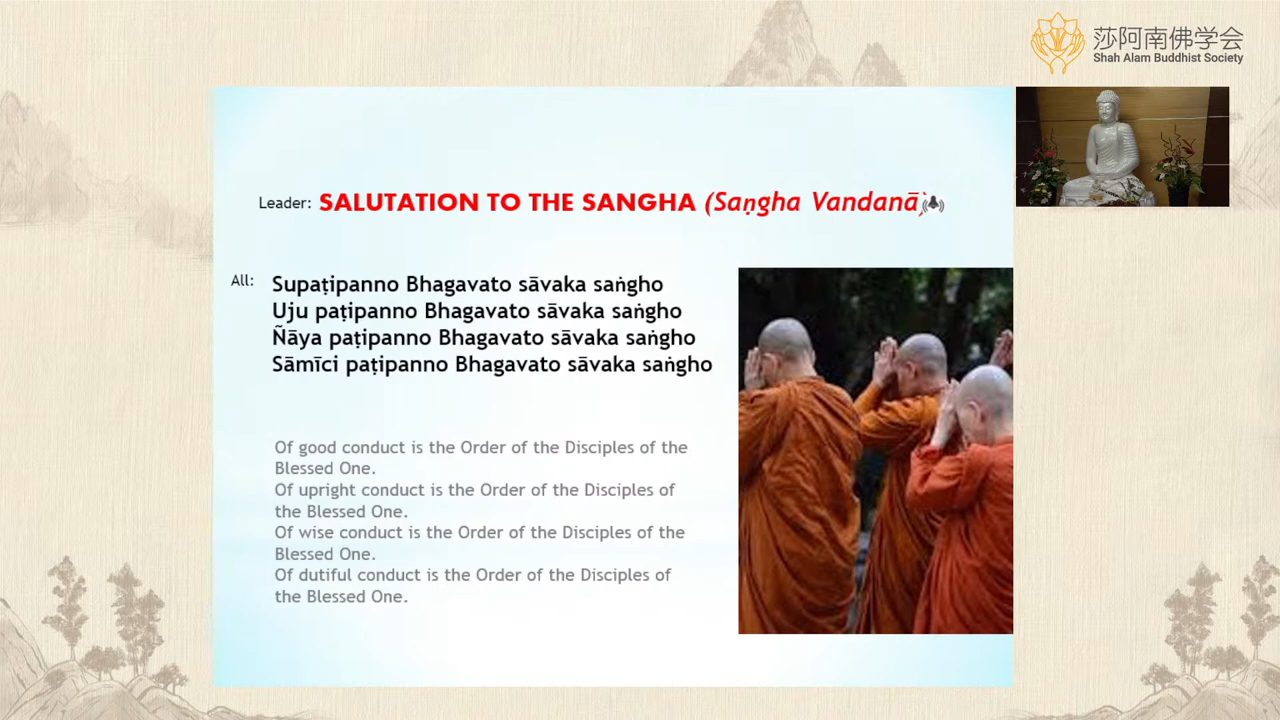 莎阿南佛学会
Shah Alam Buddhist Society
Leader: SALUTATION TO THE SANGHA (Saṇgha Vandanā)
All: Supaṭipanno Bhagavato sāvaka saṅgho
Uju paṭipanno Bhagavato sāvaka saṅgho
Ñāya paṭipanno Bhagavato sāvaka saṅgho
Sāmīci paṭipanno Bhagavato sāvaka saṅgho
Of good conduct is the Order of the Disciples of the
Blessed One.
Of upright conduct is the Order of the Disciples of
the Blessed One.
Of wise conduct is the Order of the Disciples of the
Blessed One.
Of dutiful conduct is the Order of the Disciples of
the Blessed One.